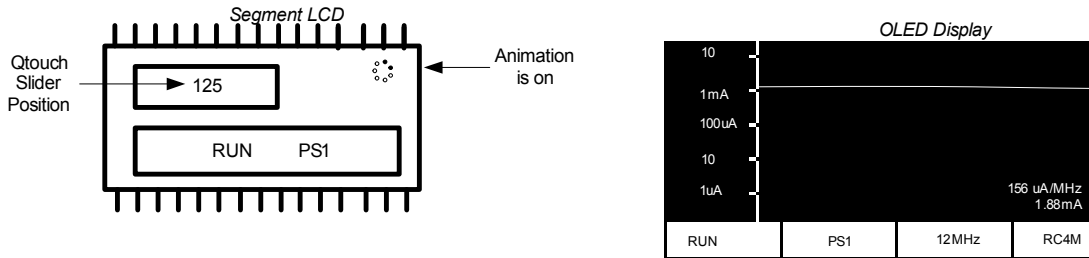 Segment LCD
Qtouch
Slider
Position
125
Animation
is on
RUN PS1
OLED Display
10
1mA
100uA
10
1uA
156 uA/MHz
1.88mA
RUN PS1 12MHz RC4M